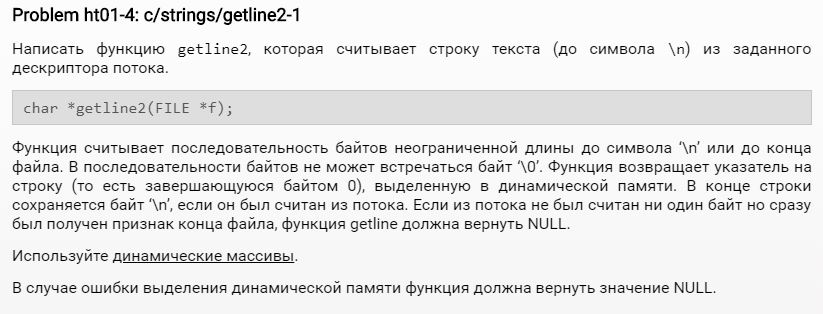 Problem ht01-4: c/strings/getline2-1
Написать функцию getline2, которая считывает строку текста (до символа \n) из заданного
дескриптора потока.
char *getline2(FILE *f);
Функция считывает последовательность байтов неограниченной длины до символа ‘\n’ или до конца
файла. В последовательности байтов не может встречаться байт ‘\0’. Функция возвращает указатель на
строку (то есть завершающуюся байтом 0), выделенную в динамической памяти. В конце строки
сохраняется байт ‘\n’, если он был считан из потока. Если из потока не был считан ни один байт но сразу
был получен признак конца файла, функция getline должна вернуть NULL.
Используйте динамические массивы.
В случае ошибки выделения динамической памяти функция должна вернуть значение NULL.